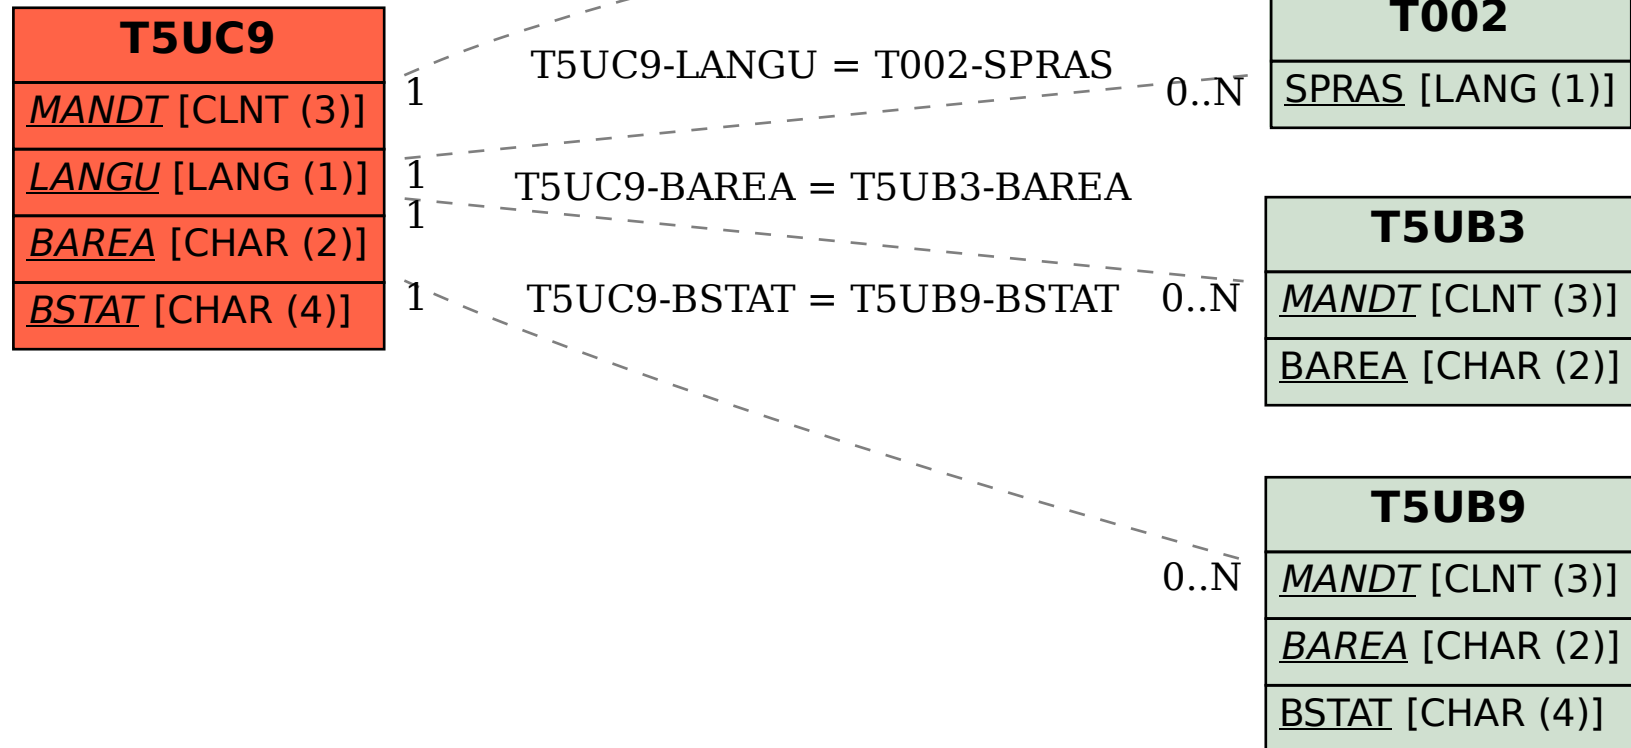 T5UC9
MANDT [CLNT (3)]
LANGU [LANG (1)]
BAREA [CHAR (2)]
BSTAT [CHAR (4)]
1
1
1
1
T5UC9-LANGU = T002-SPRAS
T5UC9-BAREA = T5UB3-BAREA
T5UC9-BSTAT = T5UB9-BSTAT
0..N
0..N
0..N
T002
SPRAS [LANG (1)]
T5UB3
MANDT [CLNT (3)]
BAREA [CHAR (2)]
T5UB9
MANDT [CLNT (3)]
BAREA [CHAR (2)]
BSTAT [CHAR (4)]